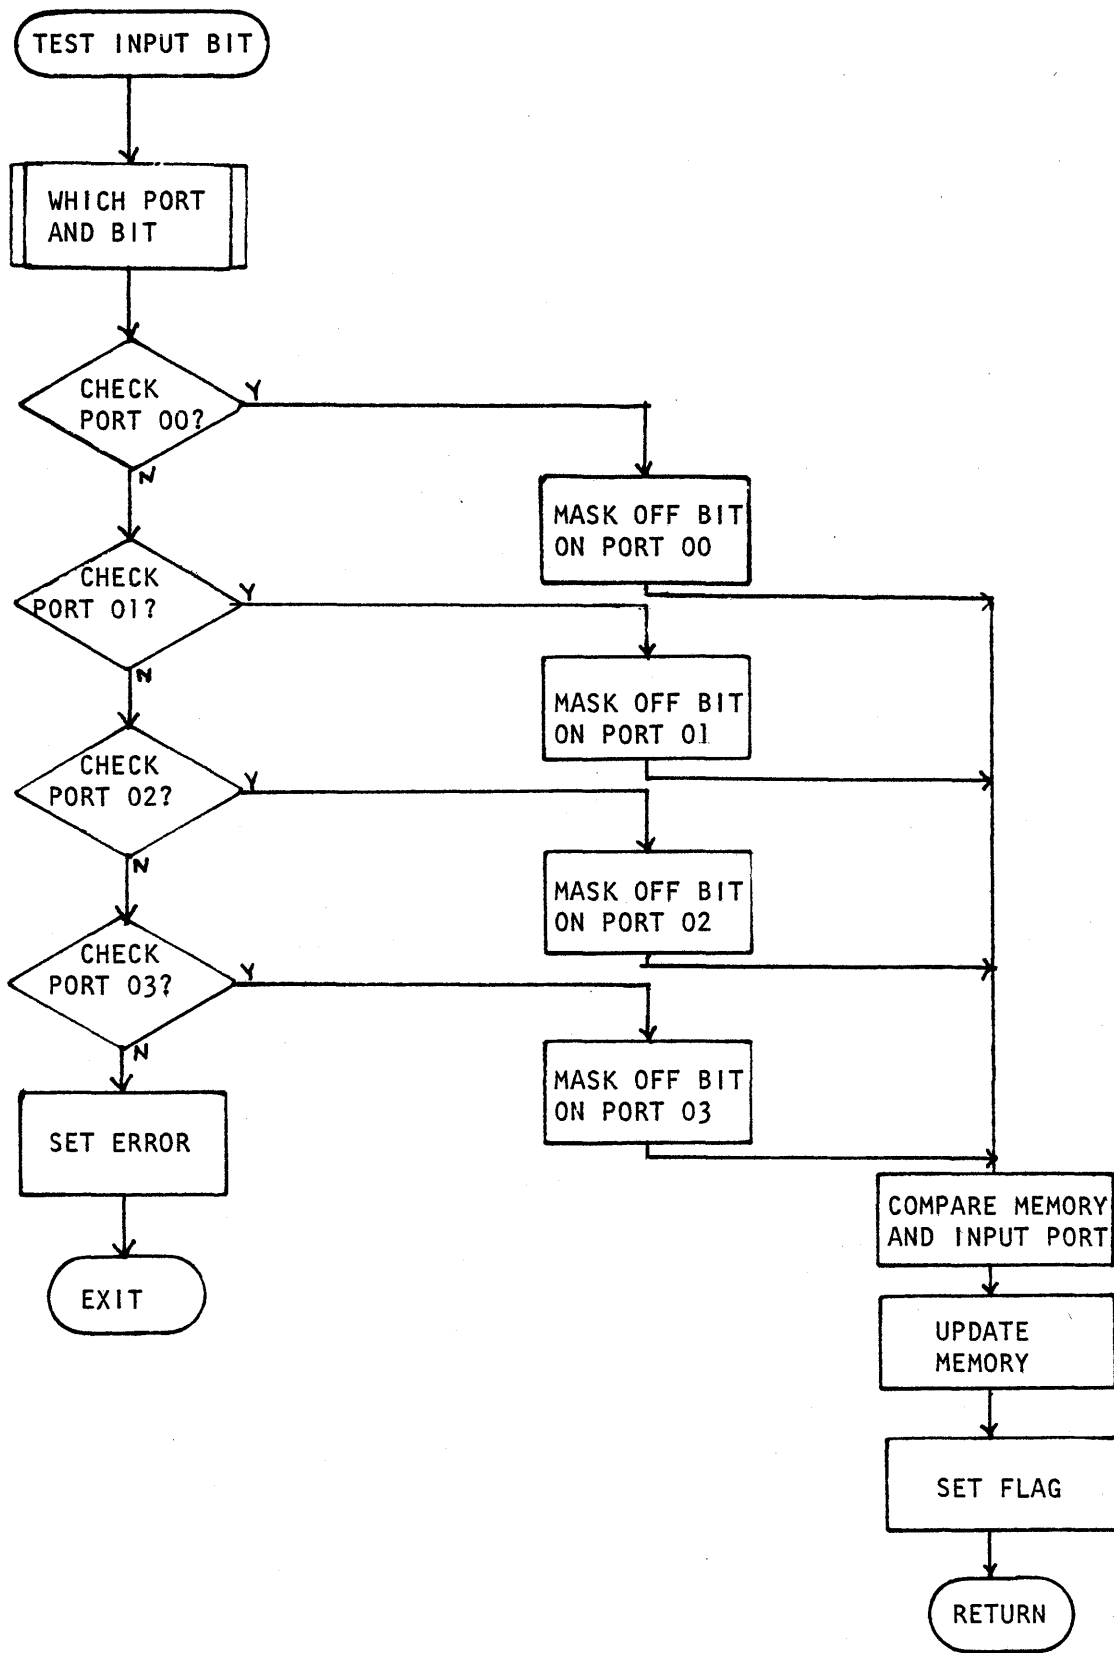 TEST INPUT BIT
WHICH PORT
AND BIT
CHECK
PORT 00?
Y
N
MASK OFF BIT
ON PORT 00
CHECK
PORT 01?
Y
N
MASK OFF BIT
ON PORT 01
CHECK
PORT 02?
Y
N
MASK OFF BIT
ON PORT 02
CHECK
PORT 03?
Y
N
MASK OFF BIT
ON PORT 03
SET ERROR
EXIT
COMPARE MEMORY
AND INPUT PORT
UPDATE
MEMORY
SET FLAG
RETURN